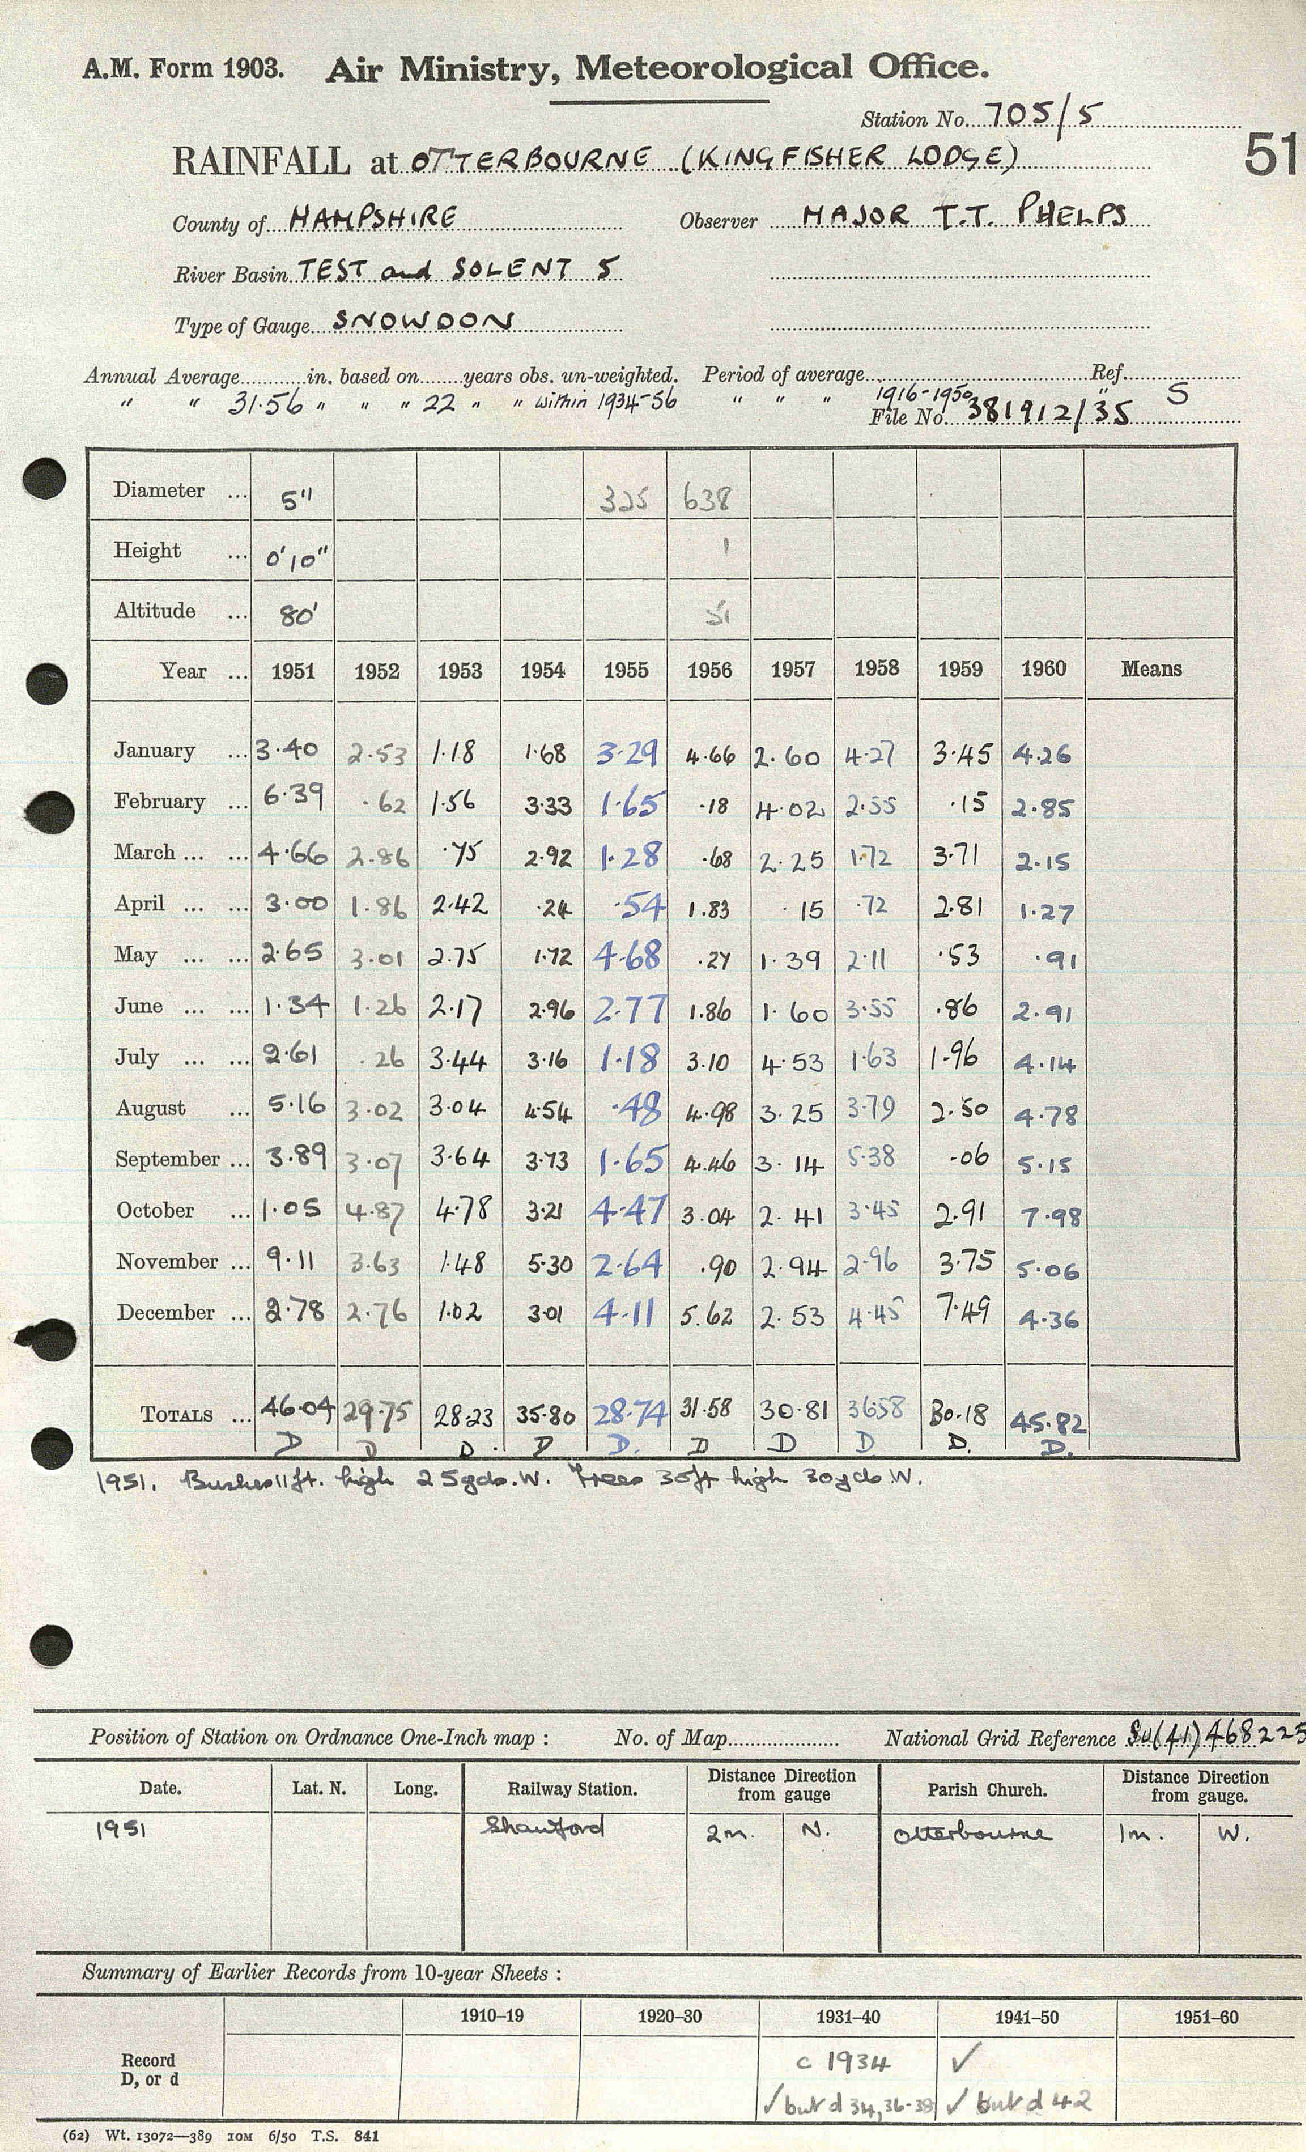 A.M. Form 1903. Air Ministry, Meteorological Office.
Station No. 705/5
51
RAINFALL at OTTERBOURNE (KINGFISHER LODGE)
County of HAMPSHIRE Observer MAJOR T.T. PHELPS
River Basin TEST and SOLENT 5
Type of Gauge SNOWDON
Annual Average in. based on years obs. un-weighted. Period of average Ref.
" " 31.56 " " " 22 " " within 1934-56 " " " 1916-1950 S
File No. 381912/35
Diameter ... 5" 325 638
Height ... 0'10" 1
Altitude ... 80' 51
Year ... 1951 1952 1953 1954 1955 1956 1957 1958 1959 1960 Means
January ... 3.40 2.53 1.18 1.68 3.29 4.66 2.60 4.27 3.45 4.26
February ... 6.39 .62 1.56 3.33 1.65 .18 4.02 2.55 .15 2.85
March ... ... 4.66 2.86 .75 2.92 1.28 .68 2.25 1.72 3.71 2.15
April ... ... 3.00 1.86 2.42 .24 .54 1.83 .15 .72 2.81 1.27
May ... ... 2.65 3.01 2.75 1.72 4.68 .27 1.39 2.11 .53 .91
June ... ... 1.34 1.26 2.17 2.96 2.77 1.86 1.60 3.55 .86 2.91
July ... ... 2.61 .26 3.44 3.16 1.18 3.10 4.53 1.63 1.96 4.14
August ... 5.16 3.02 3.04 4.54 .48 4.98 3.25 3.79 2.50 4.78
September ... 3.89 3.07 3.64 3.73 1.65 4.46 3.14 5.38 .06 5.15
October ... 1.05 4.87 4.78 3.21 4.47 3.04 2.41 3.45 2.91 7.98
November ... 9.11 3.63 1.48 5.30 2.64 .90 2.94 2.96 3.75 5.06
December ... 2.78 2.76 1.02 3.01 4.11 5.62 2.53 4.45 7.49 4.36
TOTALS ... 46.04 29.75 28.23 35.80 28.74 31.58 30.81 36.58 30.18 45.82
D D D. D D. D D D D. D.
1951. Bushes 11ft. high 25yds.W. Trees 35ft high 30yds.W.
Position of Station on Ordnance One-Inch map : No. of Map National Grid Reference SU(41)468225
Date. Lat. N. Long. Railway Station. Distance from gauge Direction Parish Church. Distance from gauge. Direction
1951 Shawford 2m. N. Otterbourne 1m. W.
Summary of Earlier Records from 10-year Sheets :
1910-19 1920-30 1931-40 1941-50 1951-60
Record D, or d
c 1934 ✓
✓ but d 34, 36-38 ✓ but d 42
(62) Wt. 13072—389 10M 6/50 T.S. 841